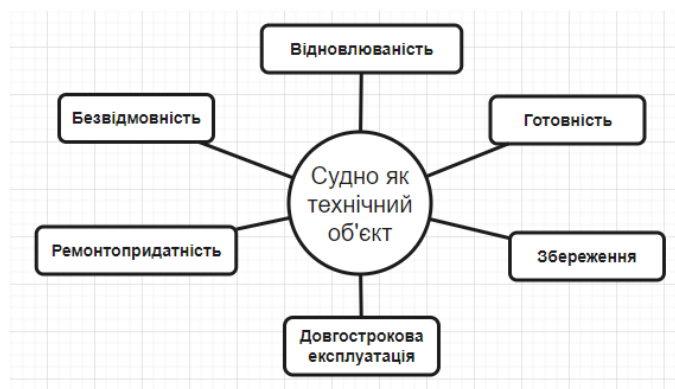 Відновлюваність
Безвідмовність
Готовність
Судно як
технічний
об'єкт
Ремонтопридатність
Збереження
Довгострокова
експлуатація